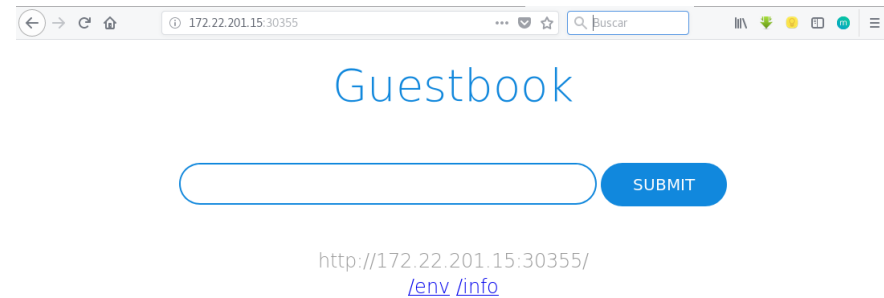 172.22.201.15:30355
Buscar
Guestbook
SUBMIT
http://172.22.201.15:30355/
/env /info